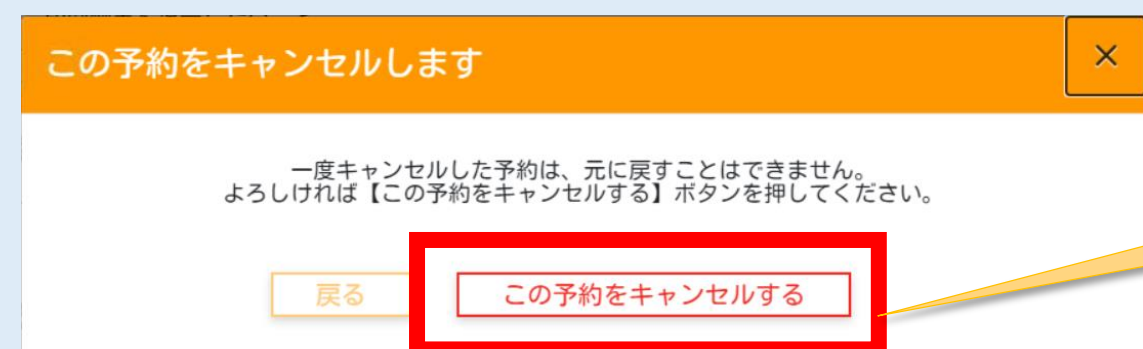 この予約をキャンセルします
×
一度キャンセルした予約は、元に戻すことはできません。
よろしければ【この予約をキャンセルする】ボタンを押してください。
戻る
この予約をキャンセルする